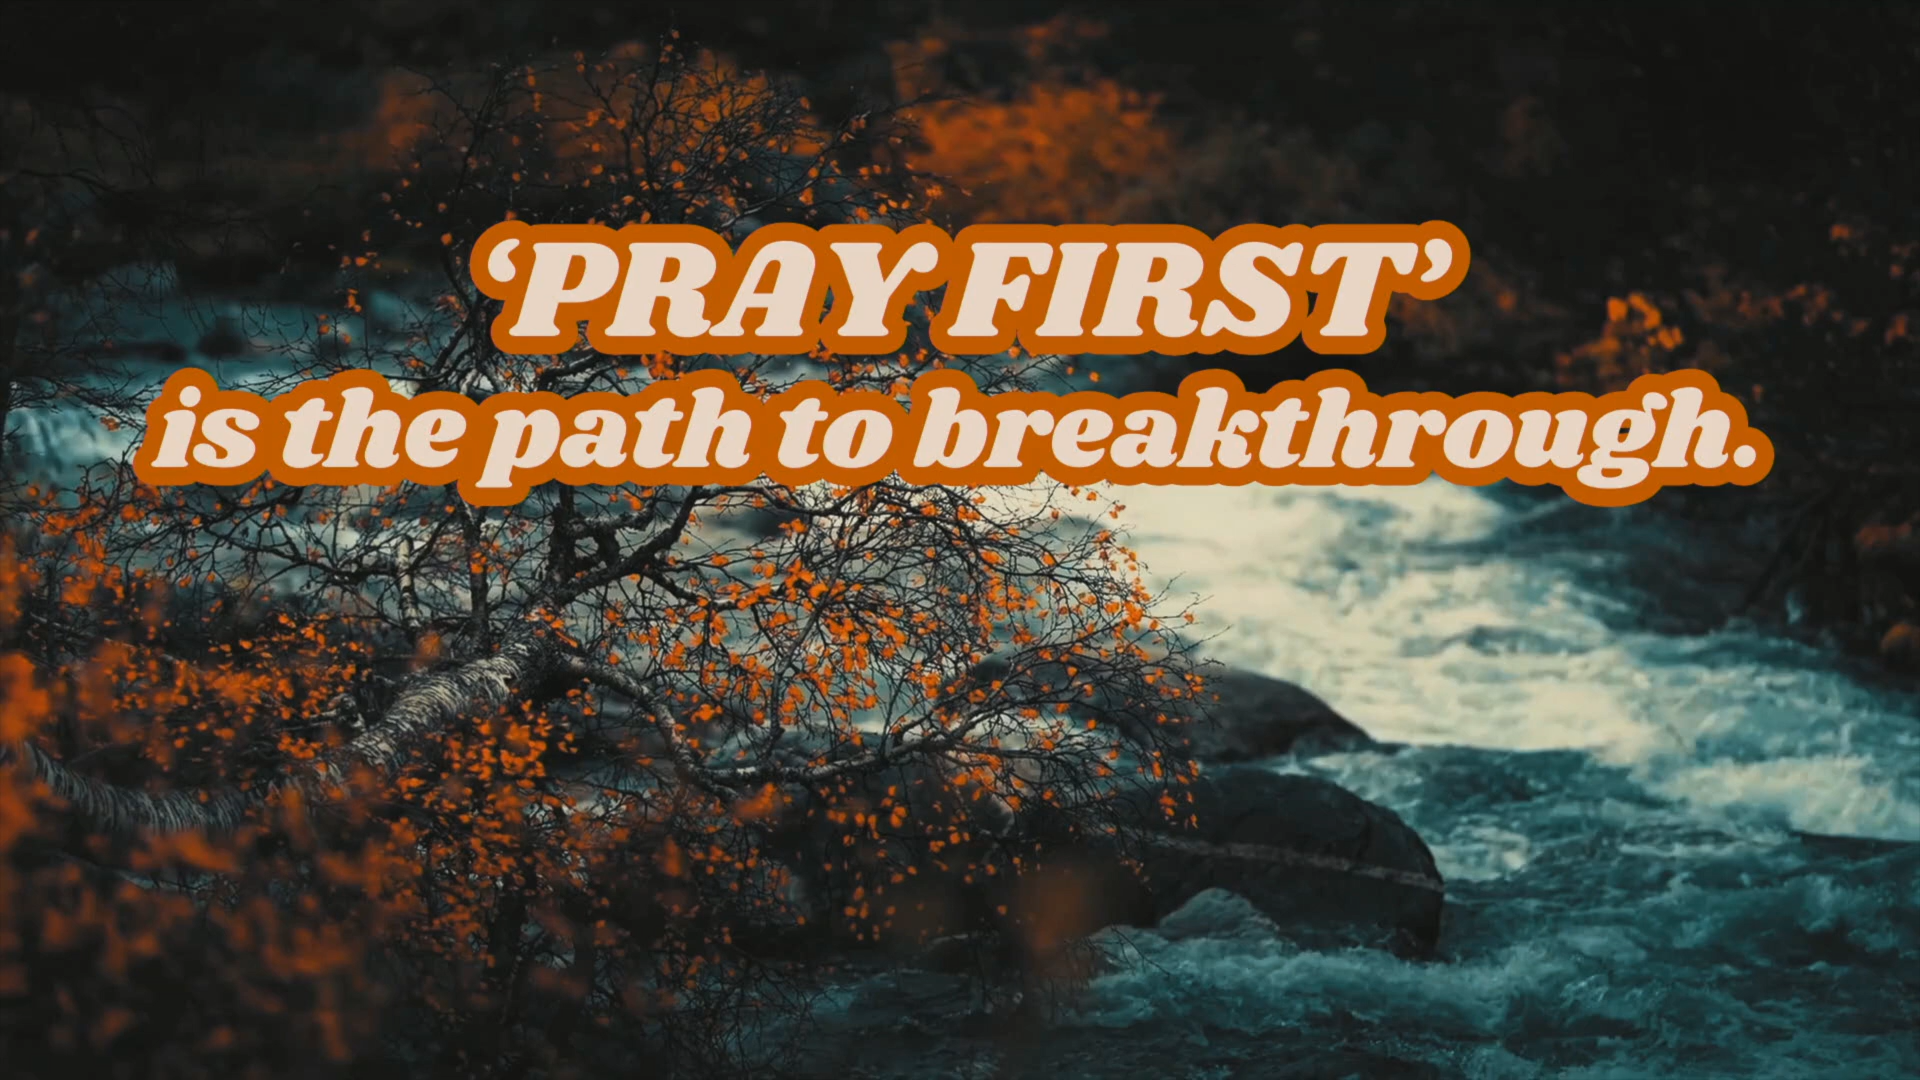 ‘PRAY FIRST’
is the path to breakthrough.